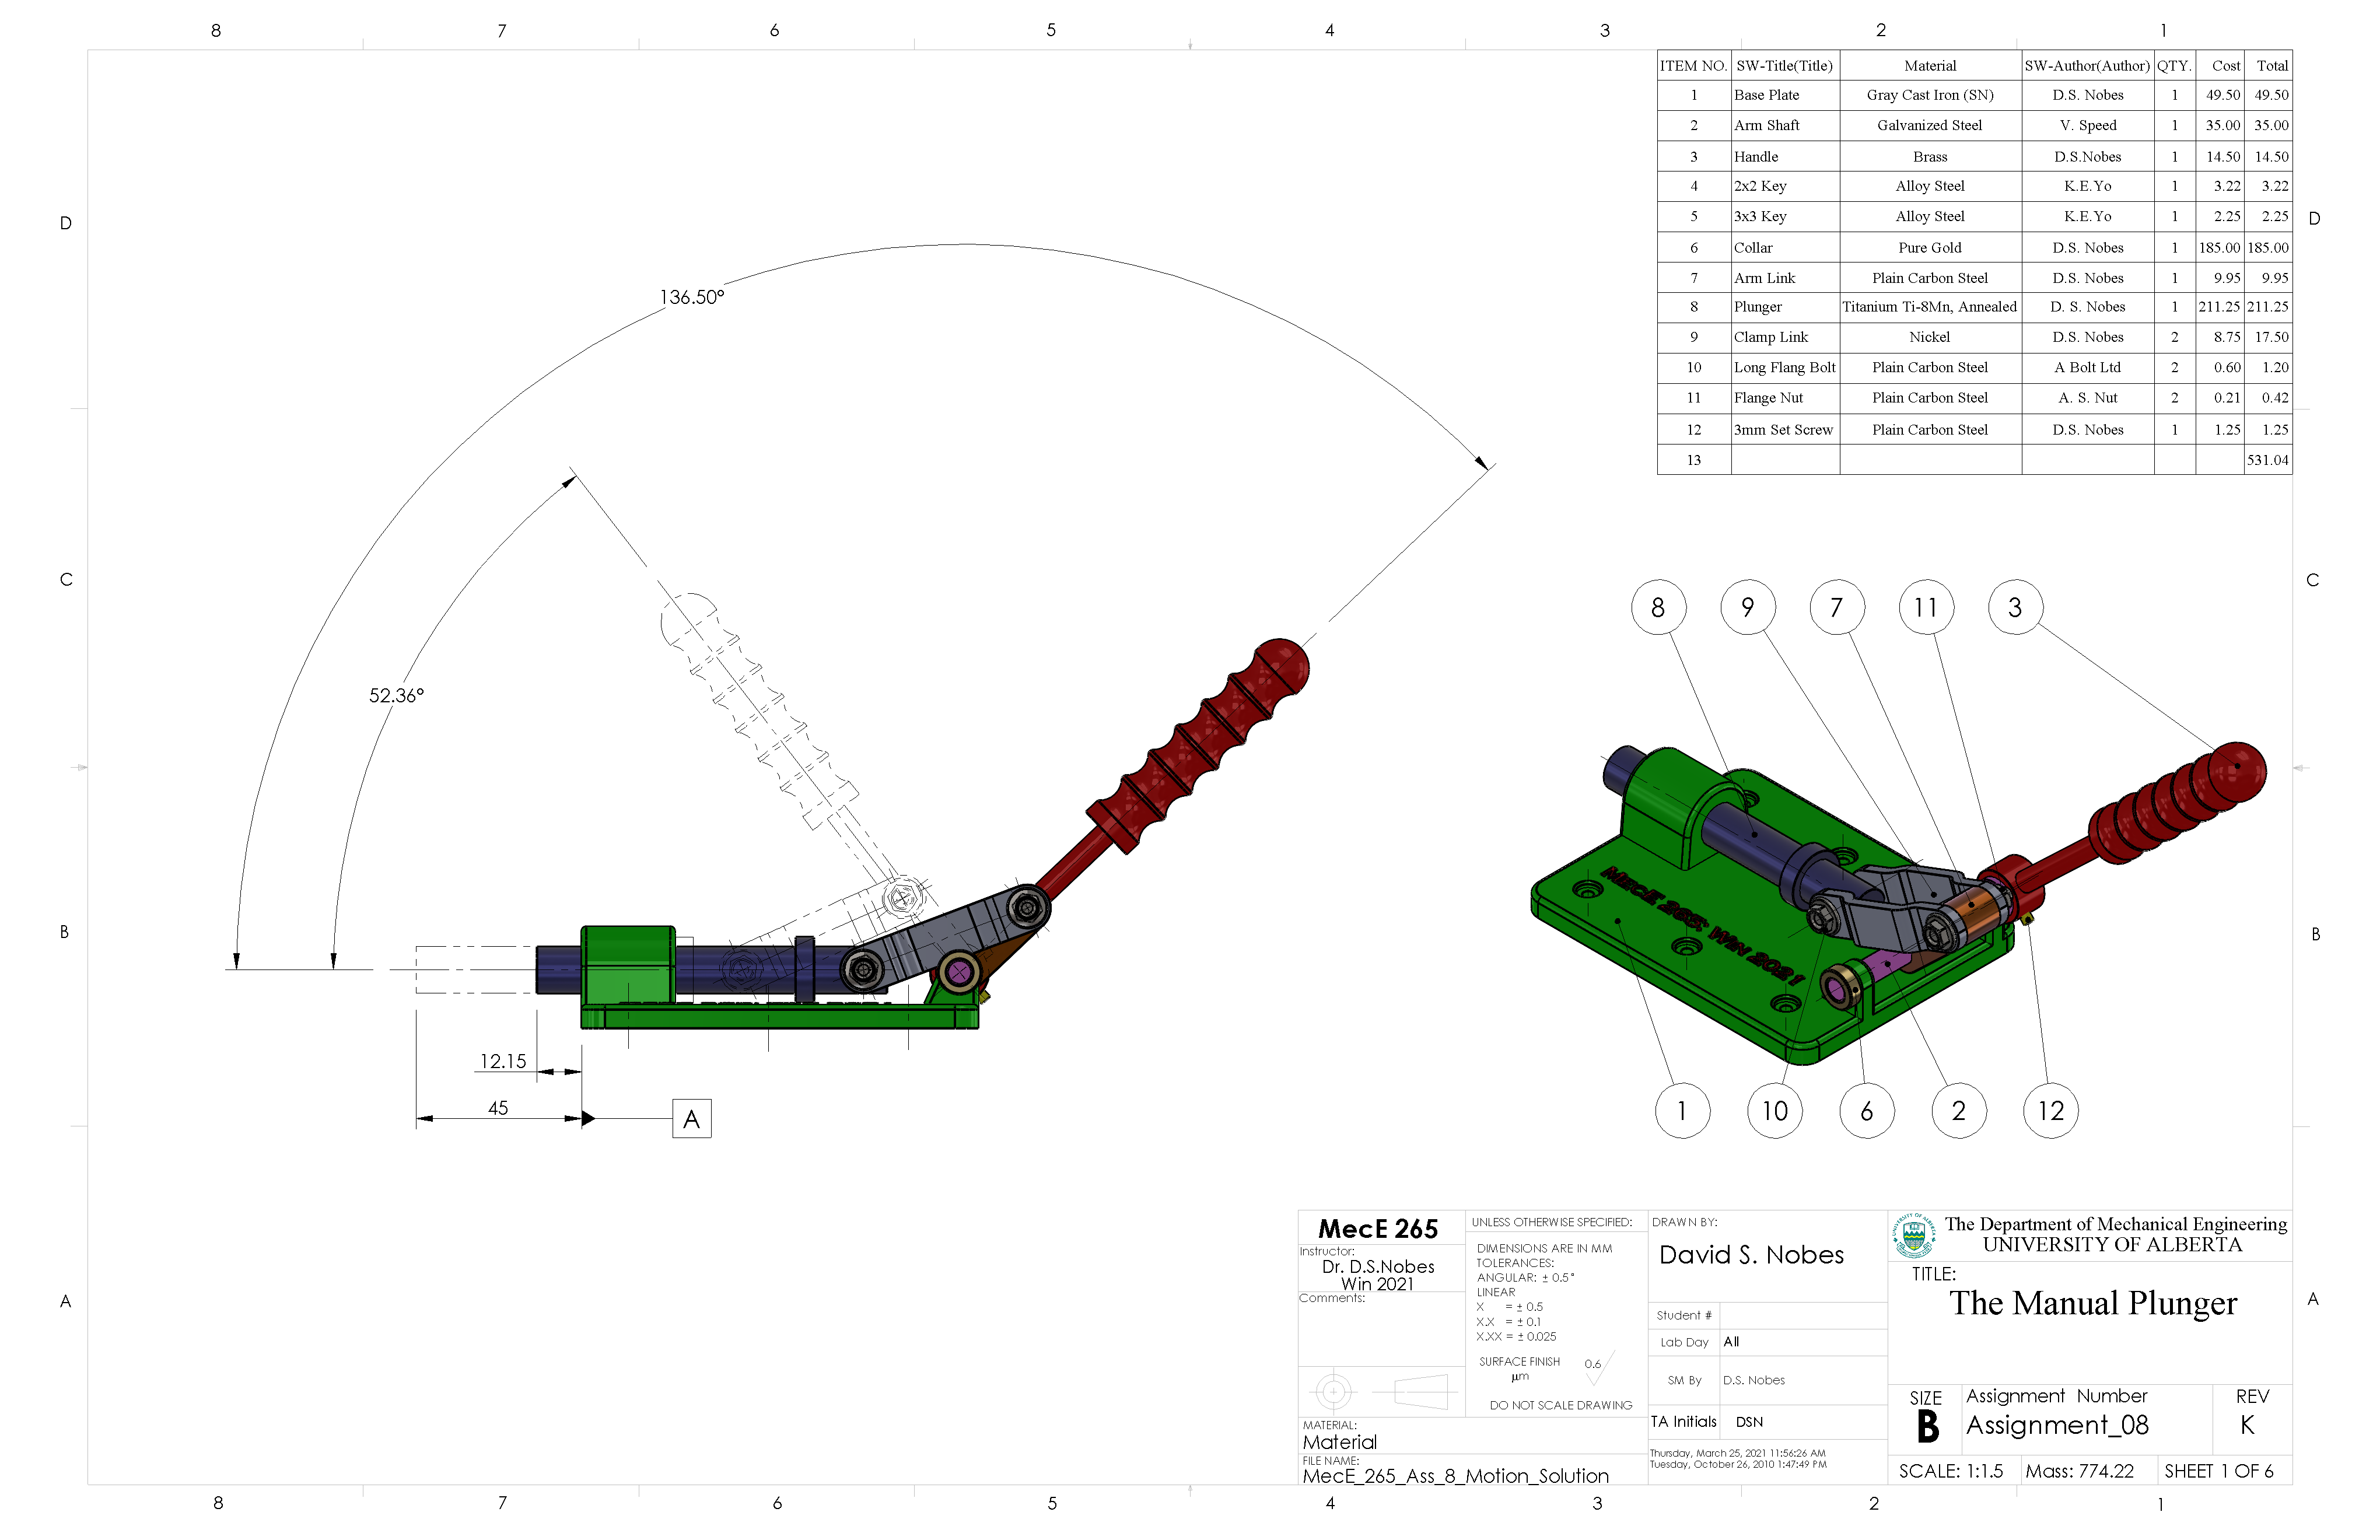 8 7 6 5 4 3 2 1
ITEM NO. SW-Title(Title) Material SW-Author(Author) QTY. Cost Total
1 Base Plate Gray Cast Iron (SN) D.S. Nobes 1 49.50 49.50
2 Arm Shaft Galvanized Steel V. Speed 1 35.00 35.00
3 Handle Brass D.S.Nobes 1 14.50 14.50
4 2x2 Key Alloy Steel K.E.Yo 1 3.22 3.22
5 3x3 Key Alloy Steel K.E.Yo 1 2.25 2.25
6 Collar Pure Gold D.S. Nobes 1 185.00 185.00
7 Arm Link Plain Carbon Steel D.S. Nobes 1 9.95 9.95
8 Plunger Titanium Ti-8Mn, Annealed D. S. Nobes 1 211.25 211.25
9 Clamp Link Nickel D.S. Nobes 2 8.75 17.50
10 Long Flang Bolt Plain Carbon Steel A Bolt Ltd 2 0.60 1.20
11 Flange Nut Plain Carbon Steel A. S. Nut 2 0.21 0.42
12 3mm Set Screw Plain Carbon Steel D.S. Nobes 1 1.25 1.25
13 531.04
D D
136.50°
C C
8 9 7 11 3
52.36°
MecE 265; WIN 2021
B B
12.15
45
A
1 10 6 2 12
A A
MecE 265
Instructor:
Dr. D.S.Nobes
Win 2021
Comments:
UNLESS OTHERWISE SPECIFIED:
DIMENSIONS ARE IN MM
TOLERANCES:
ANGULAR: ± 0.5°
LINEAR
X = ± 0.5
X.X = ± 0.1
X.XX = ± 0.025
SURFACE FINISH 0.6
µm
DO NOT SCALE DRAWING
MATERIAL:
Material
FILE NAME:
MecE_265_Ass_8_Motion_Solution
DRAWN BY:
David S. Nobes
Student #
Lab Day All
SM By D.S. Nobes
TA Initials DSN
Thursday, March 25, 2021 11:56:26 AM
Tuesday, October 26, 2010 1:47:49 PM
UNIVERSITY OF ALBERTA
The Department of Mechanical Engineering
UNIVERSITY OF ALBERTA
TITLE:
The Manual Plunger
SIZE
B
Assignment Number
Assignment_08
REV
K
SCALE: 1:1.5 Mass: 774.22 SHEET 1 OF 6
8 7 6 5 4 3 2 1